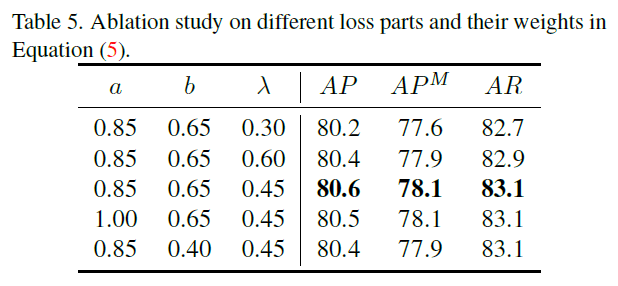 Table 5. Ablation study on different loss parts and their weights in
Equation (5).
a b λ AP APᴹ AR
0.85 0.65 0.30 80.2 77.6 82.7
0.85 0.65 0.60 80.4 77.9 82.9
0.85 0.65 0.45 80.6 78.1 83.1
1.00 0.65 0.45 80.5 78.1 83.1
0.85 0.40 0.45 80.4 77.9 83.1